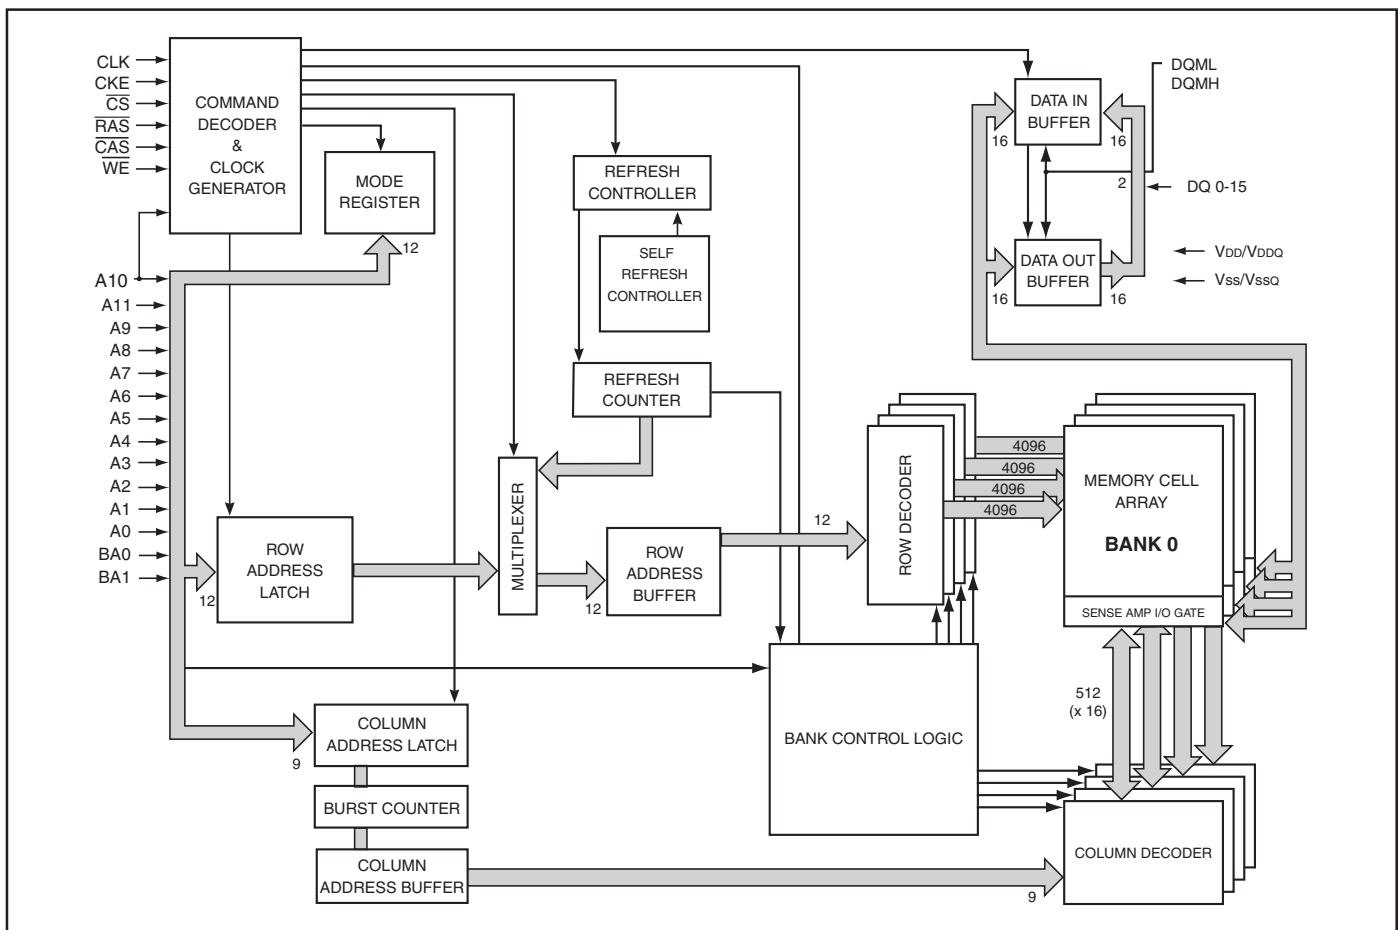 CLK
CKE
CS
RAS
CAS
WE
A10
A11
A9
A8
A7
A6
A5
A4
A3
A2
A1
A0
BA0
BA1
COMMAND
DECODER
&
CLOCK
GENERATOR
MODE
REGISTER
12
REFRESH
CONTROLLER
SELF
REFRESH
CONTROLLER
REFRESH
COUNTER
DATA IN
BUFFER
16
16
DQML
DQMH
2
DQ 0-15
DATA OUT
BUFFER
16
16
VDD/VDDQ
Vss/VssQ
MULTIPLEXER
ROW
ADDRESS
LATCH
12
ROW
ADDRESS
BUFFER
12
12
ROW DECODER
4096
4096
4096
4096
MEMORY CELL
ARRAY
BANK 0
SENSE AMP I/O GATE
512
(x 16)
BANK CONTROL LOGIC
COLUMN
ADDRESS LATCH
9
BURST COUNTER
COLUMN
ADDRESS BUFFER
COLUMN DECODER
9